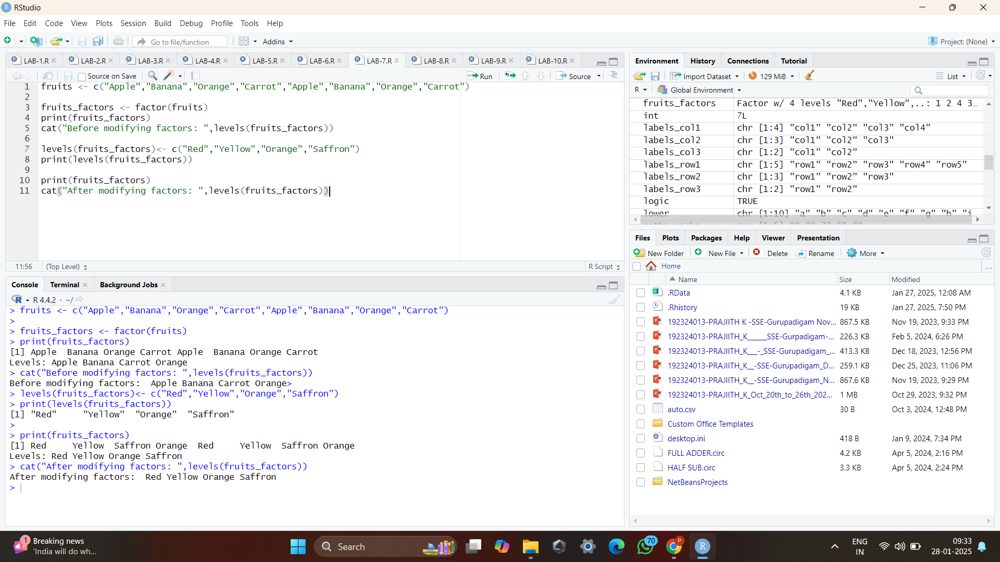 RStudio
File Edit Code View Plots Session Build Debug Profile Tools Help
Go to file/function Addins Project: (None)
LAB-1.R LAB-2.R LAB-3.R LAB-4.R LAB-5.R LAB-6.R LAB-7.R LAB-8.R LAB-9.R LAB-10.R
Source on Save Run Source
1 fruits <- c("Apple","Banana","Orange","Carrot","Apple","Banana","Orange","Carrot")
2
3 fruits_factors <- factor(fruits)
4 print(fruits_factors)
5 cat("Before modifying factors: ",levels(fruits_factors))
6
7 levels(fruits_factors)<- c("Red","Yellow","Orange","Saffron")
8 print(levels(fruits_factors))
9
10 print(fruits_factors)
11 cat("After modifying factors: ",levels(fruits_factors))
11:56 (Top Level) R Script
Console Terminal Background Jobs
R 4.4.2 · ~/
> fruits <- c("Apple","Banana","Orange","Carrot","Apple","Banana","Orange","Carrot")
>
> fruits_factors <- factor(fruits)
> print(fruits_factors)
[1] Apple  Banana Orange Carrot Apple  Banana Orange Carrot
Levels: Apple Banana Carrot Orange
> cat("Before modifying factors: ",levels(fruits_factors))
Before modifying factors:  Apple Banana Carrot Orange>
> levels(fruits_factors)<- c("Red","Yellow","Orange","Saffron")
> print(levels(fruits_factors))
[1] "Red"     "Yellow"  "Orange"  "Saffron"
>
> print(fruits_factors)
[1] Red     Yellow  Saffron Orange  Red     Yellow  Saffron Orange
Levels: Red Yellow Orange Saffron
> cat("After modifying factors: ",levels(fruits_factors))
After modifying factors:  Red Yellow Orange Saffron
>
Environment History Connections Tutorial
Import Dataset 129 MiB List
R Global Environment
fruits_factors Factor w/ 4 levels "Red","Yellow",..: 1 2 4 3…
int 7L
labels_col1 chr [1:4] "col1" "col2" "col3" "col4"
labels_col2 chr [1:3] "col1" "col2" "col3"
labels_col3 chr [1:2] "col1" "col2"
labels_row1 chr [1:5] "row1" "row2" "row3" "row4" "row5"
labels_row2 chr [1:3] "row1" "row2" "row3"
labels_row3 chr [1:2] "row1" "row2"
logic TRUE
lower chr [1:10] "a" "b" "c" "d" "e" "f" "g" "h" "i…
Files Plots Packages Help Viewer Presentation
New Folder New File Delete Rename More
Home ...
Name Size Modified
.RData 4.1 KB Jan 27, 2025, 12:08 AM
.Rhistory 19 KB Jan 27, 2025, 7:50 PM
192324013-PRAJIITH K -SSE-Gurupadigam Nov... 867.5 KB Nov 19, 2023, 9:33 PM
192324013-PRAJIITH_K______SSE-Gurpadigam-... 226.3 KB Feb 5, 2024, 6:26 PM
192324013-PRAJIITH_K___-_SSE-Gurupadigam_... 413.3 KB Dec 18, 2023, 12:56 PM
192324013-PRAJIITH_K__-SSE-Gurupadigam_D... 259.1 KB Dec 25, 2023, 11:06 PM
192324013-PRAJIITH_K__-SSE-Gurupadigam_N... 867.6 KB Nov 19, 2023, 9:29 PM
192324013-PRAJIITH_K_Oct_20th_to_26th_202... 1 MB Oct 29, 2023, 9:32 PM
auto.csv 30 B Oct 3, 2024, 12:48 PM
Custom Office Templates
desktop.ini 418 B Jan 9, 2024, 7:34 PM
FULL ADDER.circ 4.2 KB Apr 5, 2024, 2:16 PM
HALF SUB.circ 3.3 KB Apr 5, 2024, 2:24 PM
NetBeansProjects
1 Breaking news
'India will do wh...
Search
70
P
R
ENG
IN
09:33
28-01-2025